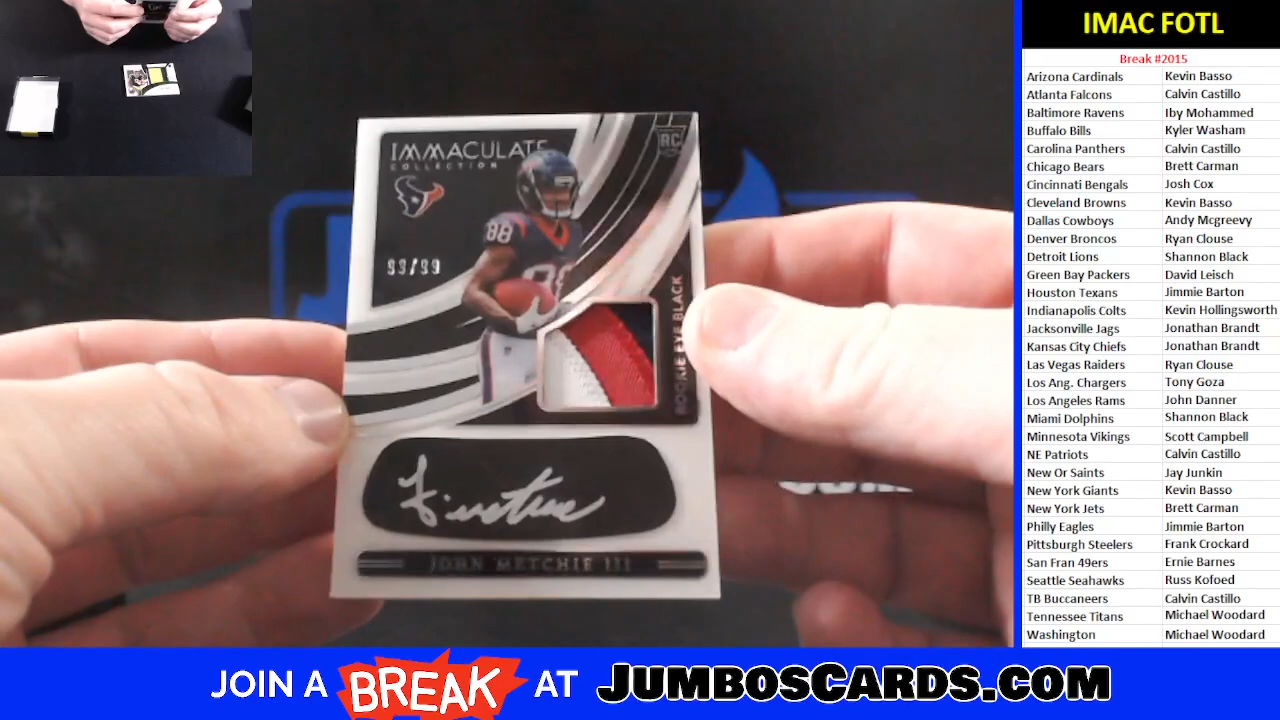 IMAC FOTL
Break #2015
Arizona Cardinals Kevin Basso
Atlanta Falcons Calvin Castillo
Baltimore Ravens Iby Mohammed
Buffalo Bills Kyler Washam
Carolina Panthers Calvin Castillo
Chicago Bears Brett Carman
Cincinnati Bengals Josh Cox
Cleveland Browns Kevin Basso
Dallas Cowboys Andy Mcgreevy
Denver Broncos Ryan Clouse
Detroit Lions Shannon Black
Green Bay Packers David Leisch
Houston Texans Jimmie Barton
Indianapolis Colts Kevin Hollingsworth
Jacksonville Jags Jonathan Brandt
Kansas City Chiefs Jonathan Brandt
Las Vegas Raiders Ryan Clouse
Los Ang. Chargers Tony Goza
Los Angeles Rams John Danner
Miami Dolphins Shannon Black
Minnesota Vikings Scott Campbell
NE Patriots Calvin Castillo
New Or Saints Jay Junkin
New York Giants Kevin Basso
New York Jets Brett Carman
Philly Eagles Jimmie Barton
Pittsburgh Steelers Frank Crockard
San Fran 49ers Ernie Barnes
Seattle Seahawks Russ Kofoed
TB Buccaneers Calvin Castillo
Tennessee Titans Michael Woodard
Washington Michael Woodard
IMMACULATE
COLLECTION
RC
88
88
99/99
ROOKIE EYE BLACK
JOHN METCHIE III
JOIN A BREAK AT JUMBOSCARDS.COM